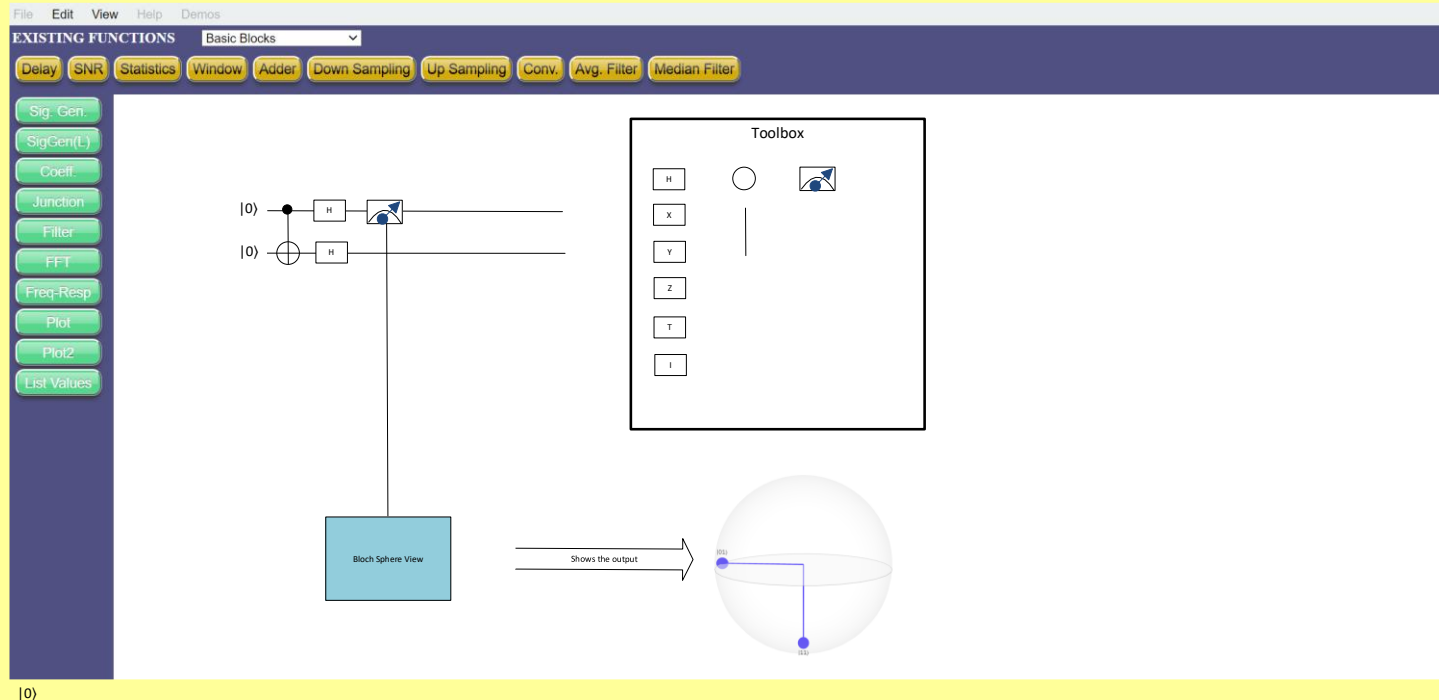 File Edit View Help Demos
EXISTING FUNCTIONS Basic Blocks
Delay SNR Statistics Window Adder Down Sampling Up Sampling Conv. Avg. Filter Median Filter
Sig. Gen.
SigGen(L)
Coeff.
Junction
Filter
FFT
Freq-Resp
Plot
Plot2
List Values
|0⟩ H
|0⟩ H
Toolbox
H
X
Y
Z
T
I
Bloch Sphere View
Shows the output
|0⟩